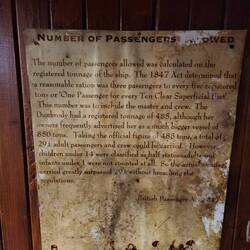 NUMBER OF PASSENGERS ALLOWED
The number of passengers allowed was calculated on the
registered tonnage of the ship. The 1847 Act determined that
a reasonable ration was three passengers to every five registered
tons or 'One Passenger for every Ten Clear Superficial Feet'.
This number was to include the master and crew. The
Dunbrody had a registered tonnage of 485, although her
owners frequently advertised her as a much bigger vessel of
850 tons. Taking the official figure of 485 tons, a total of
291 adult passengers and crew could be carried. However,
children under 14 were classified as half statute adults and
infants under 1 were not counted at all. So the actual
carried greatly surpassed 291 without breaking the
regulations.
British Passenger